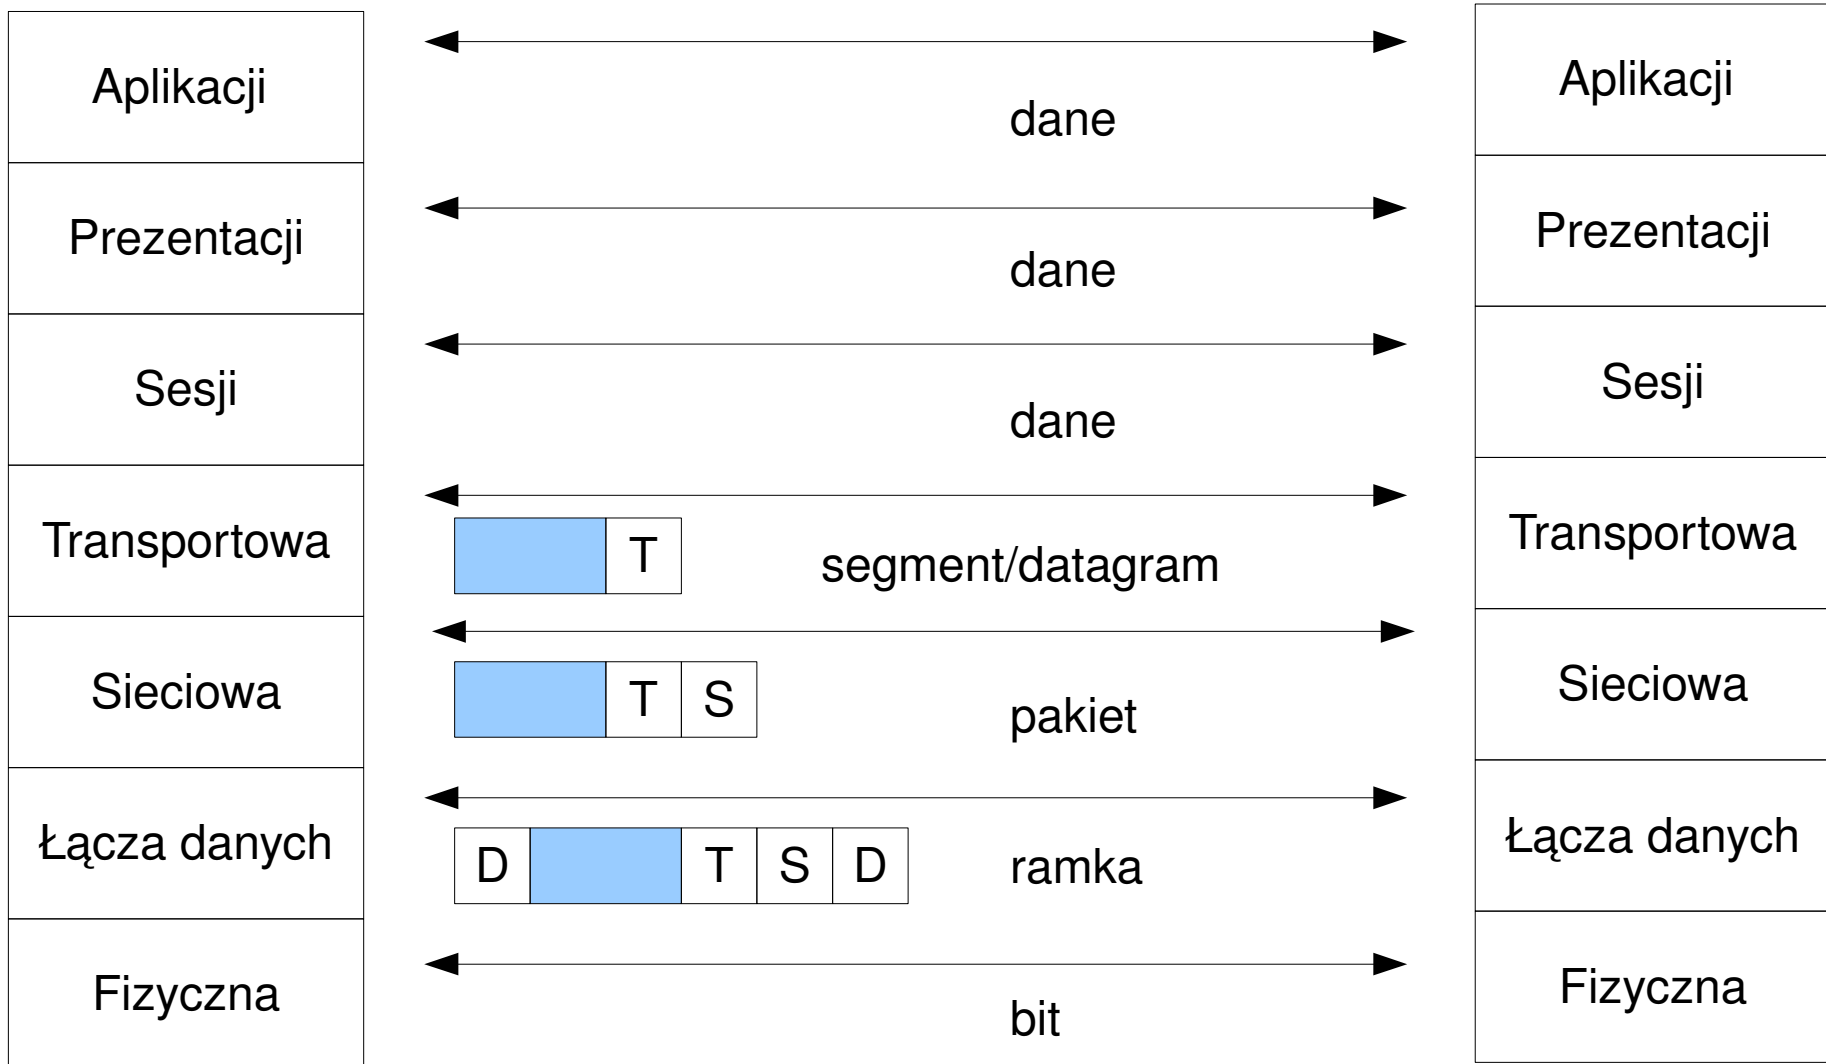 Aplikacji
dane
Aplikacji
Prezentacji
dane
Prezentacji
Sesji
dane
Sesji
Transportowa
T
segment/datagram
Transportowa
Sieciowa
T S
pakiet
Sieciowa
Łącza danych
D T S D
ramka
Łącza danych
Fizyczna
bit
Fizyczna